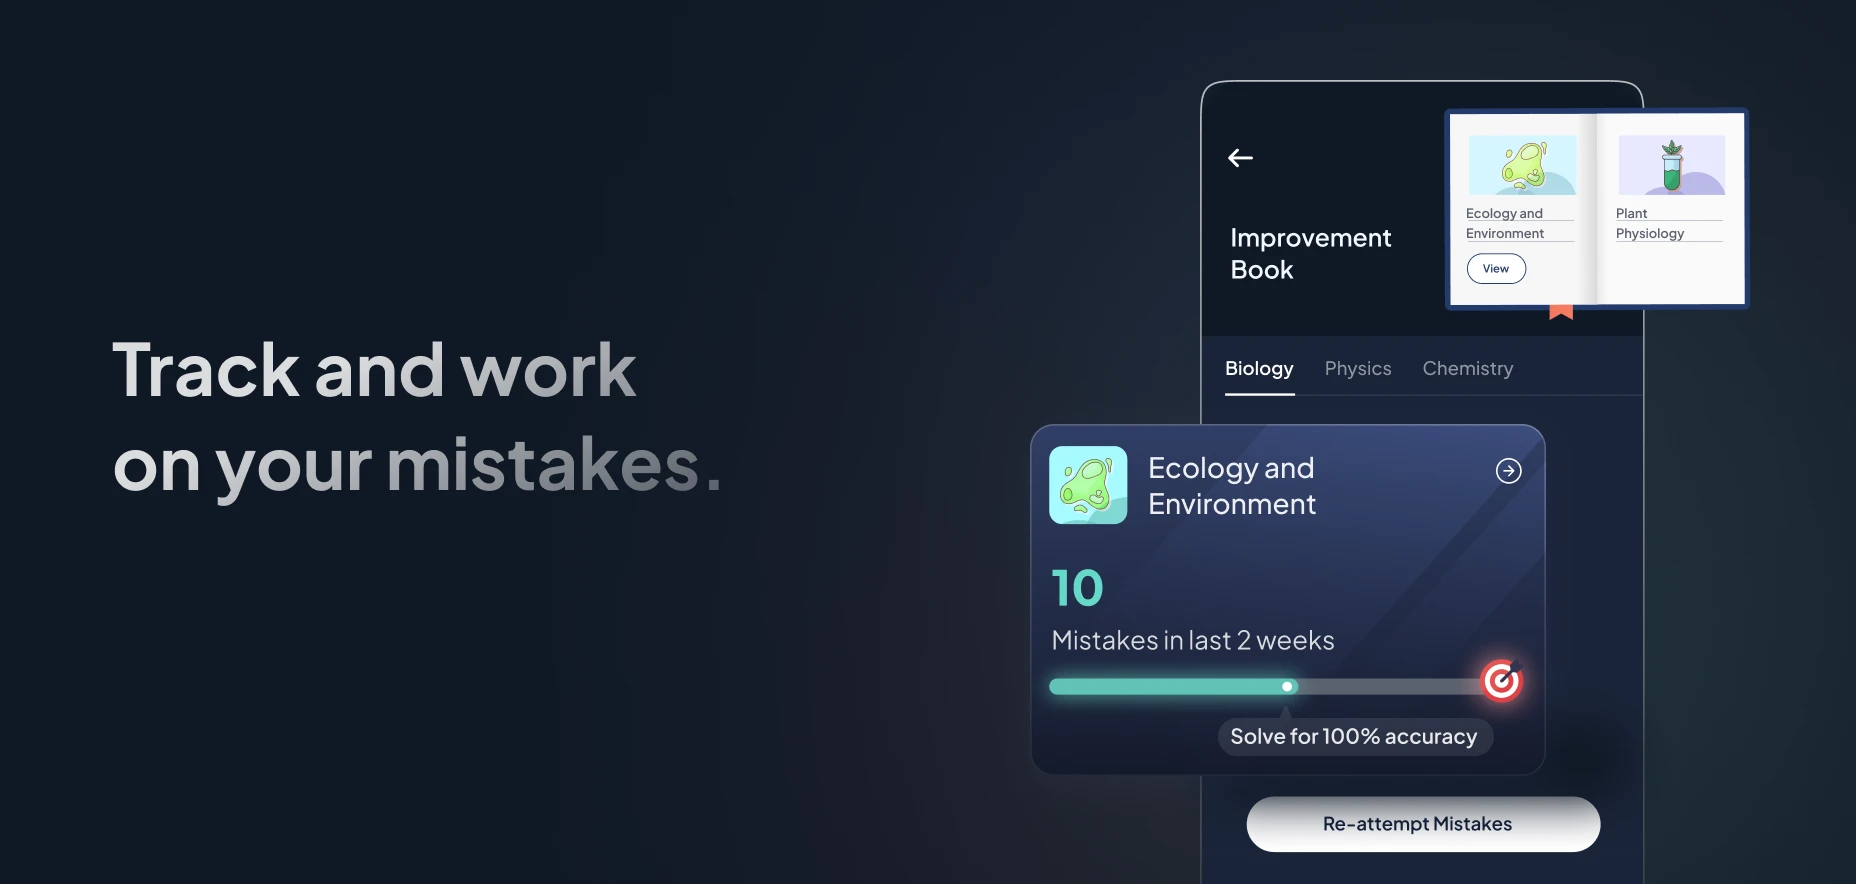 Track and work
on your mistakes.
Improvement
Book
Ecology and
Environment
View
Plant
Physiology
Biology
Physics
Chemistry
Ecology and
Environment
10
Mistakes in last 2 weeks
Solve for 100% accuracy
Re-attempt Mistakes